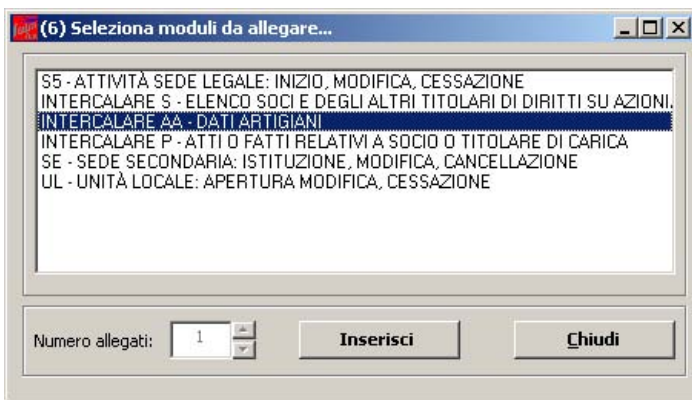 (6) Seleziona moduli da allegare...
S5 - ATTIVITÀ SEDE LEGALE: INIZIO, MODIFICA, CESSAZIONE
INTERCALARE S - ELENCO SOCI E DEGLI ALTRI TITOLARI DI DIRITTI SU AZIONI.
INTERCALARE AA - DATI ARTIGIANI
INTERCALARE P - ATTI O FATTI RELATIVI A SOCIO O TITOLARE DI CARICA
SE - SEDE SECONDARIA: ISTITUZIONE, MODIFICA, CANCELLAZIONE
UL - UNITÀ LOCALE: APERTURA MODIFICA, CESSAZIONE
Numero allegati: 1 Inserisci Chiudi